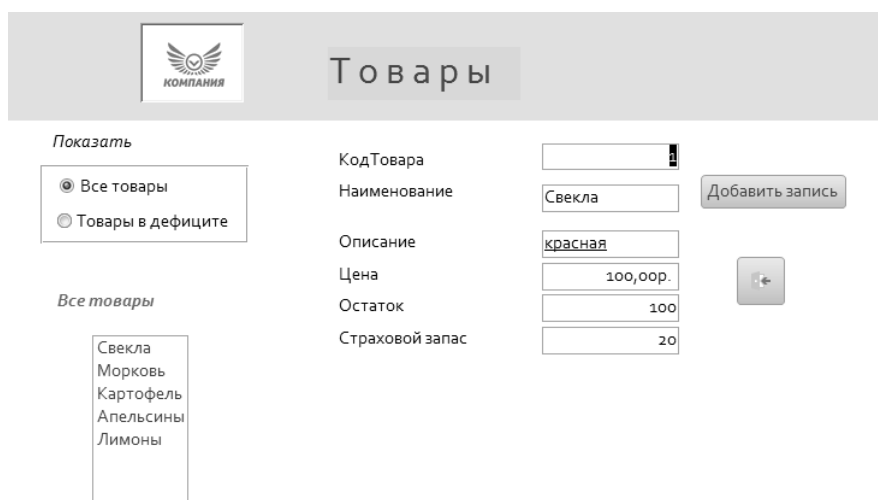 КОМПАНИЯ
Товары
Показать
Все товары
Товары в дефиците
КодТовара 1
Наименование Свекла
Добавить запись
Описание красная
Цена 100,00р.
Остаток 100
Страховой запас 20
Все товары
Свекла
Морковь
Картофель
Апельсины
Лимоны